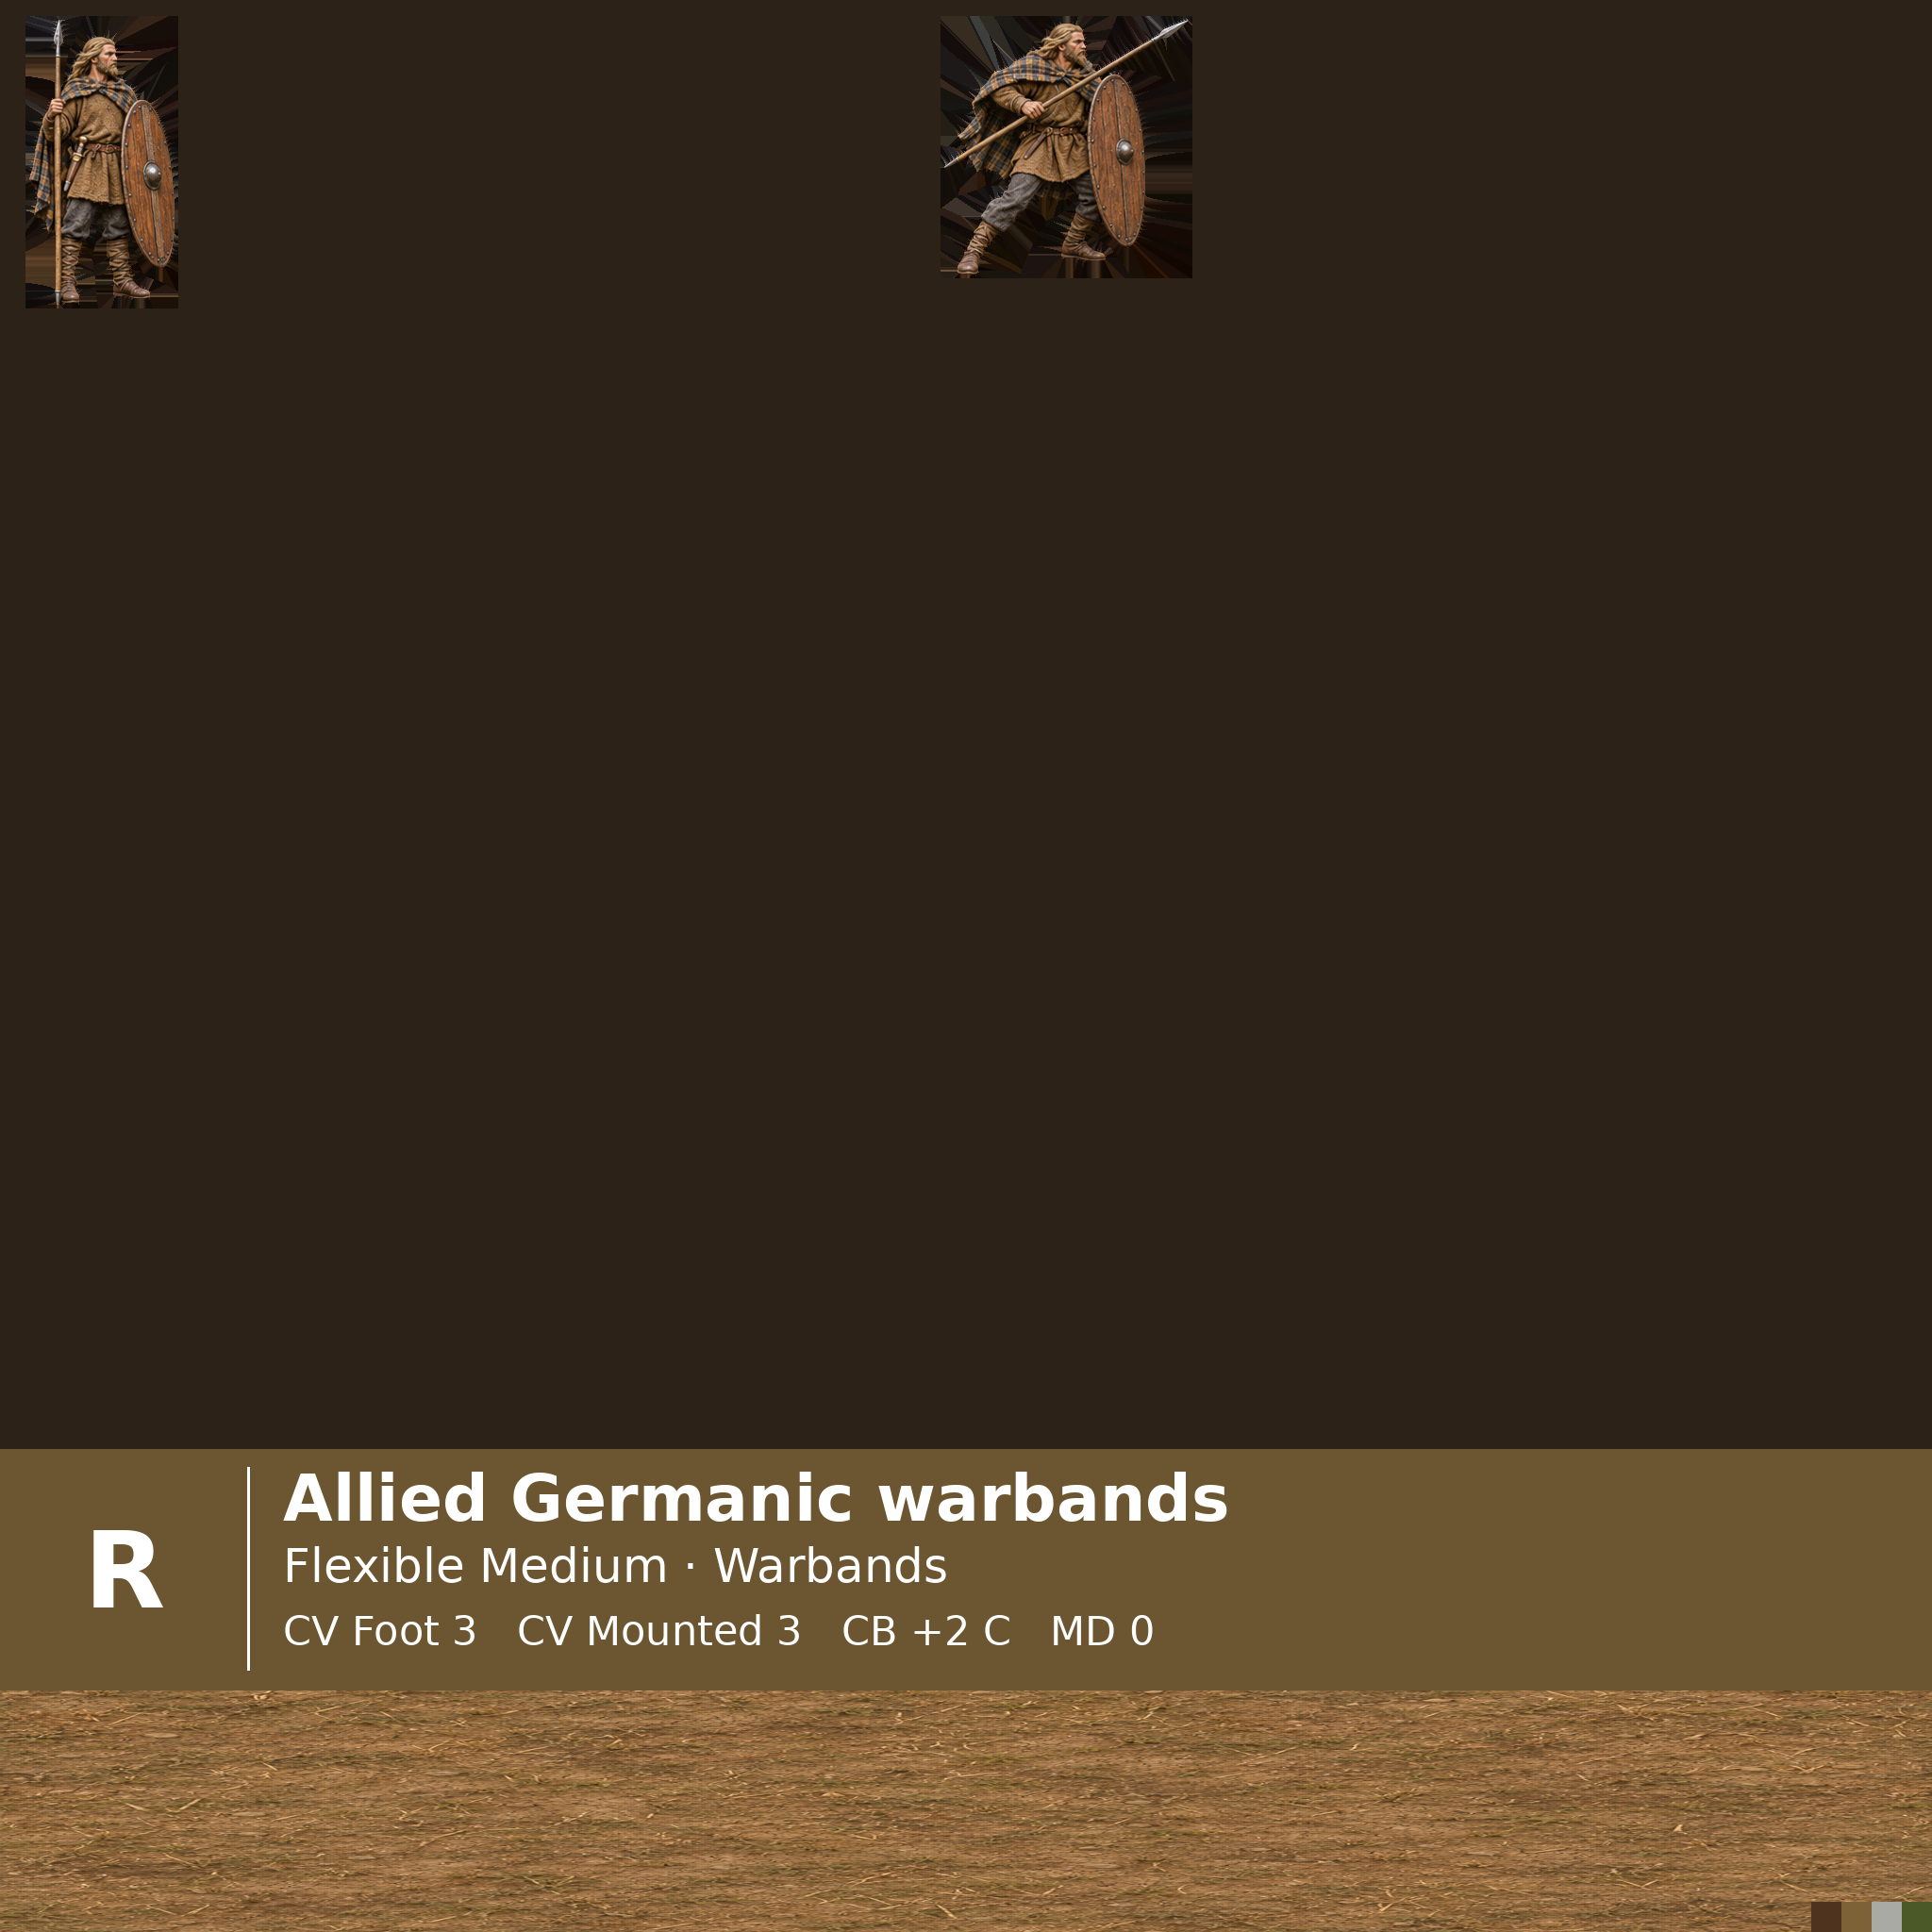 R
Allied Germanic warbands
Flexible Medium · Warbands
CV Foot 3 CV Mounted 3 CB +2 C MD 0